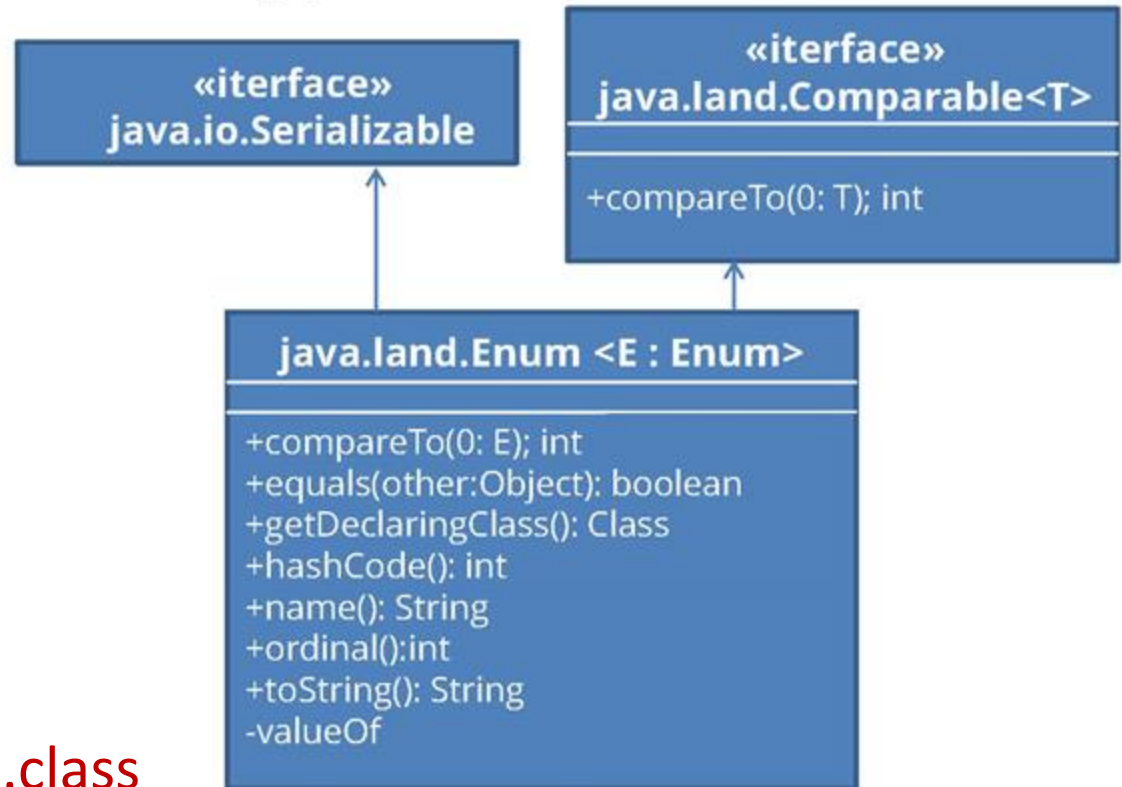 «iterface»
java.io.Serializable
«iterface»
java.land.Comparable<T>
+compareTo(0: T); int
java.land.Enum <E : Enum>
+compareTo(0: E); int
+equals(other:Object): boolean
+getDeclaringClass(): Class
+hashCode(): int
+name(): String
+ordinal():int
+toString(): String
-valueOf
.class